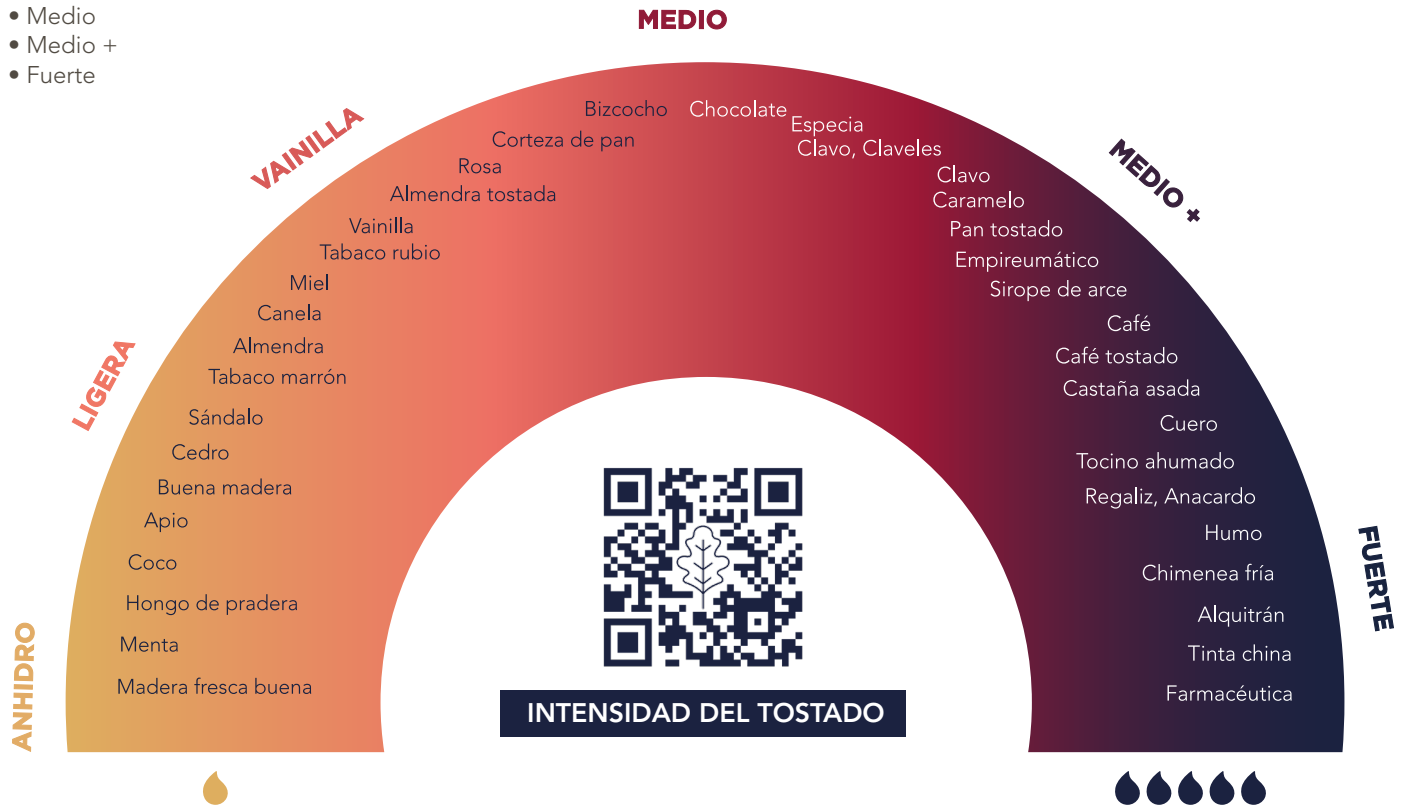 • Medio
• Medio +
• Fuerte
ANHIDRO
LIGERA
VAINILLA
MEDIO
MEDIO +
FUERTE
Bizcocho
Corteza de pan
Rosa
Almendra tostada
Vainilla
Tabaco rubio
Miel
Canela
Almendra
Tabaco marrón
Sándalo
Cedro
Buena madera
Apio
Coco
Hongo de pradera
Menta
Madera fresca buena
Chocolate
Especia
Clavo, Claveles
Clavo
Caramelo
Pan tostado
Empireumático
Sirope de arce
Café
Café tostado
Castaña asada
Cuero
Tocino ahumado
Regaliz, Anacardo
Humo
Chimenea fría
Alquitrán
Tinta china
Farmacéutica
INTENSIDAD DEL TOSTADO